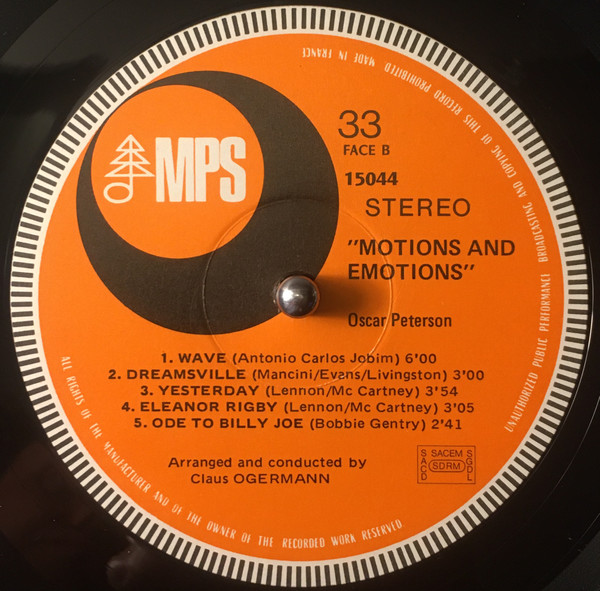 MPS
33
FACE B
15044
STEREO
"MOTIONS AND
EMOTIONS"
Oscar Peterson
1. WAVE (Antonio Carlos Jobim) 6'00
2. DREAMSVILLE (Mancini/Evans/Livingston) 3'00
3. YESTERDAY (Lennon/Mc Cartney) 3'54
4. ELEANOR RIGBY (Lennon/Mc Cartney) 3'05
5. ODE TO BILLY JOE (Bobbie Gentry) 2'41
Arranged and conducted by
Claus OGERMANN
SACD
SACEM
SDRM
SGDL
ALL RIGHTS OF THE MANUFACTURER AND OF THE OWNER OF THE RECORDED WORK RESERVED.
UNAUTHORIZED PUBLIC PERFORMANCE BROADCASTING AND COPYING OF THIS RECORD PROHIBITED. MADE IN FRANCE